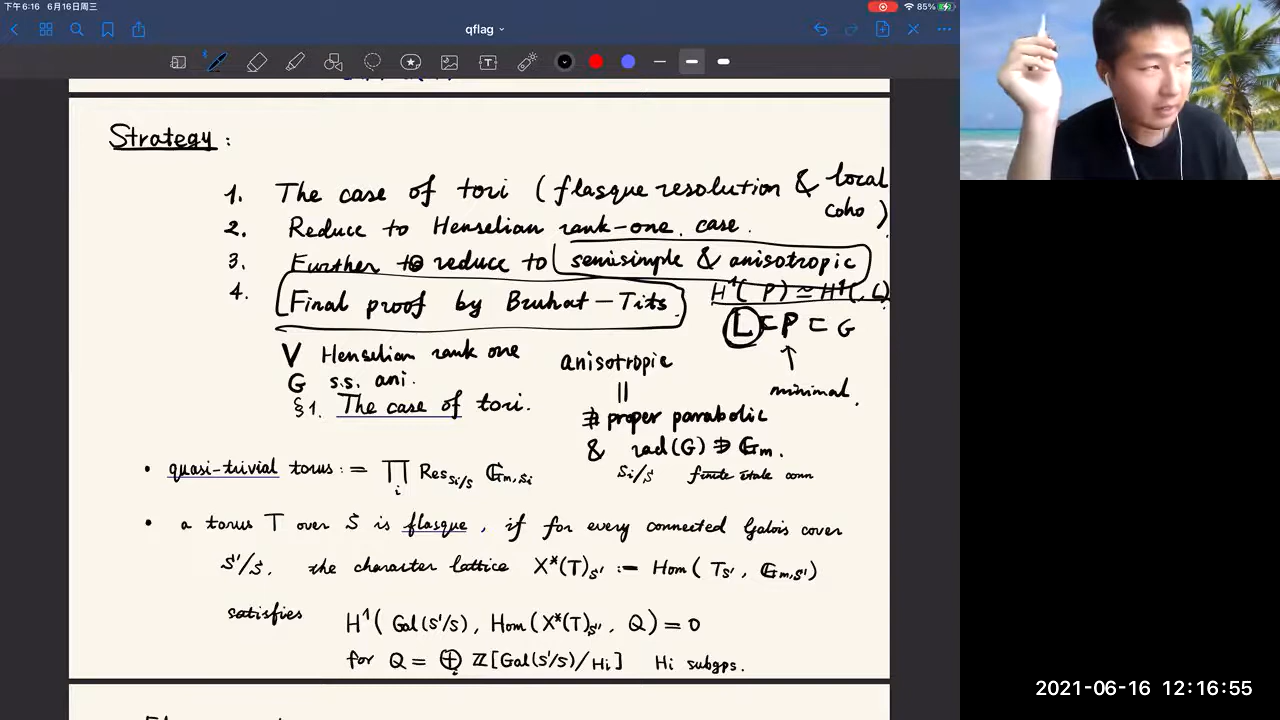 下午6:16 6月16日周三
85%
qflag
Strategy:
1. The case of tori (flasque resolution & local coho)
2. Reduce to Henselian rank-one case.
3. Further to reduce to semisimple & anisotropic
4. Final proof by Bruhat-Tits.
H¹( P) ≃ H¹( , L)
L ⊂ P ⊂ G
↑
minimal.
V Henselian rank one
G s.s. ani.
anisotropic
||
∄ proper parabolic
& rad(G) ∌ 𝔾m.
§1. The case of tori.
• quasi-trivial torus := ∏i Res_{Si/S} 𝔾m,Si Si/S finite étale conn
• a torus T over S is flasque, if for every connected Galois cover
S'/S, the character lattice X*(T)_{S'} := Hom( T_{S'}, 𝔾m,S')
satisfies
H¹( Gal(S'/S), Hom(X*(T)_{S'}, Q) = 0
for Q = ⊕i ℤ[Gal(S'/S)/Hi] Hi subgps.
2021-06-16 12:16:55